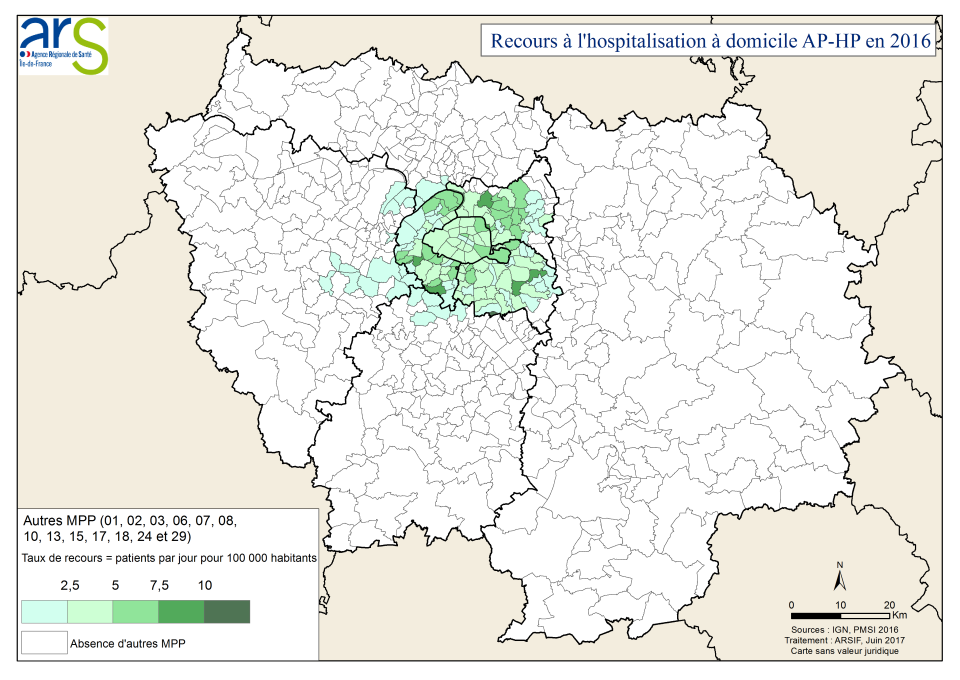 ars
Agence Régionale de Santé
Île-de-France
Recours à l'hospitalisation à domicile AP-HP en 2016
Autres MPP (01, 02, 03, 06, 07, 08,
10, 13, 15, 17, 18, 24 et 29)
Taux de recours = patients par jour pour 100 000 habitants
2,5 5 7,5 10
Absence d'autres MPP
N
0 10 20
Km
Sources : IGN, PMSI 2016
Traitement : ARSIF, Juin 2017
Carte sans valeur juridique